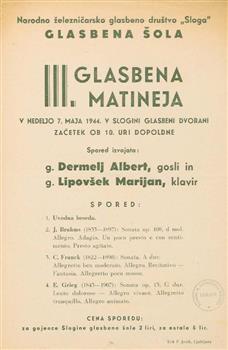 Narodno železničarsko glasbeno društvo „Sloga"
GLASBENA ŠOLA
III. GLASBENA
MATINEJA
V NEDELJO 7. MAJA 1944. V SLOGINI GLASBENI DVORANI
ZAČETEK OB 10. URI DOPOLDNE
Spored izvajata:
g. Dermelj Albert, gosli in
g. Lipovšek Marijan, klavir
SPORED:
1. Uvodna beseda.
2. J. Brahms (1833—1897): Sonata op. 108, d mol.
Allegro. Adagio. Un poco presto e con senti-
mento. Presto agitato.
3. C. Franck (1822—1890): Sonata A dur.
Allegretto ben moderato, Allegro. Recitativo —
Fantasia. Allegretto poco mosso.
4. E. Grieg (1843—1907): Sonata op. 13, G dur.
Lento doloroso — Allegro vivace. Allegretto
tranquillo. Allegro animato.
CENA SPOREDU:
za gojence Slogine glasbene šole 2 liri, za ostale 6 lir.
Ljubljana